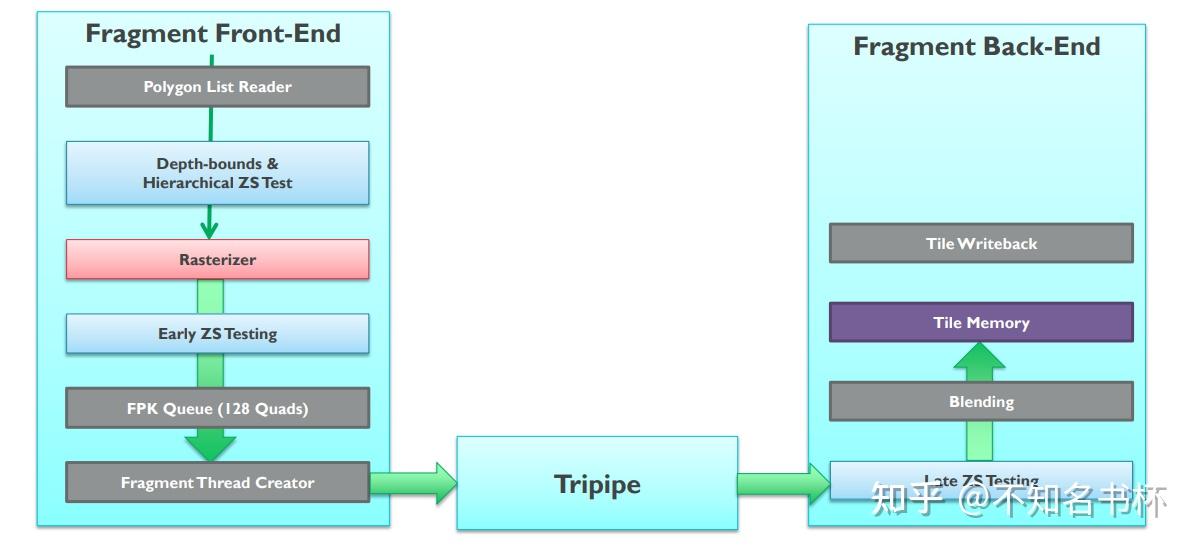 Fragment Front-End
Polygon List Reader
Depth-bounds &
Hierarchical ZS Test
Rasterizer
Early ZS Testing
FPK Queue (128 Quads)
Fragment Thread Creator
Tripipe
Fragment Back-End
Tile Writeback
Tile Memory
Blending
Late ZS Testing
知乎 @不知名书杯